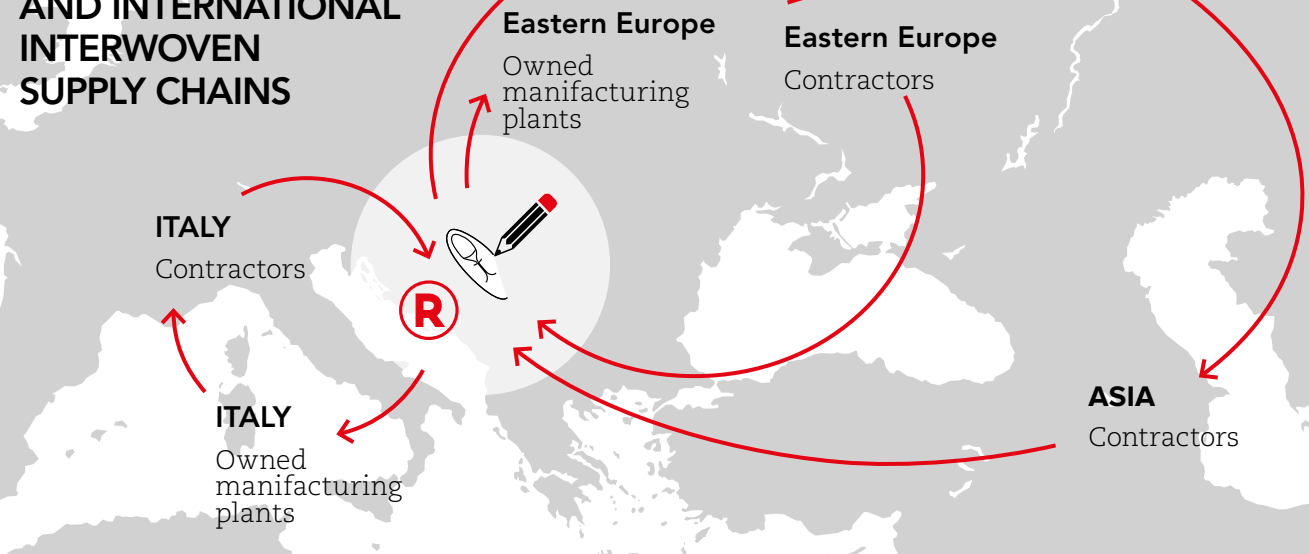 AND INTERNATIONAL
INTERWOVEN
SUPPLY CHAINS
Eastern Europe
Owned
manifacturing
plants
Eastern Europe
Contractors
ITALY
Contractors
R
ITALY
Owned
manifacturing
plants
ASIA
Contractors